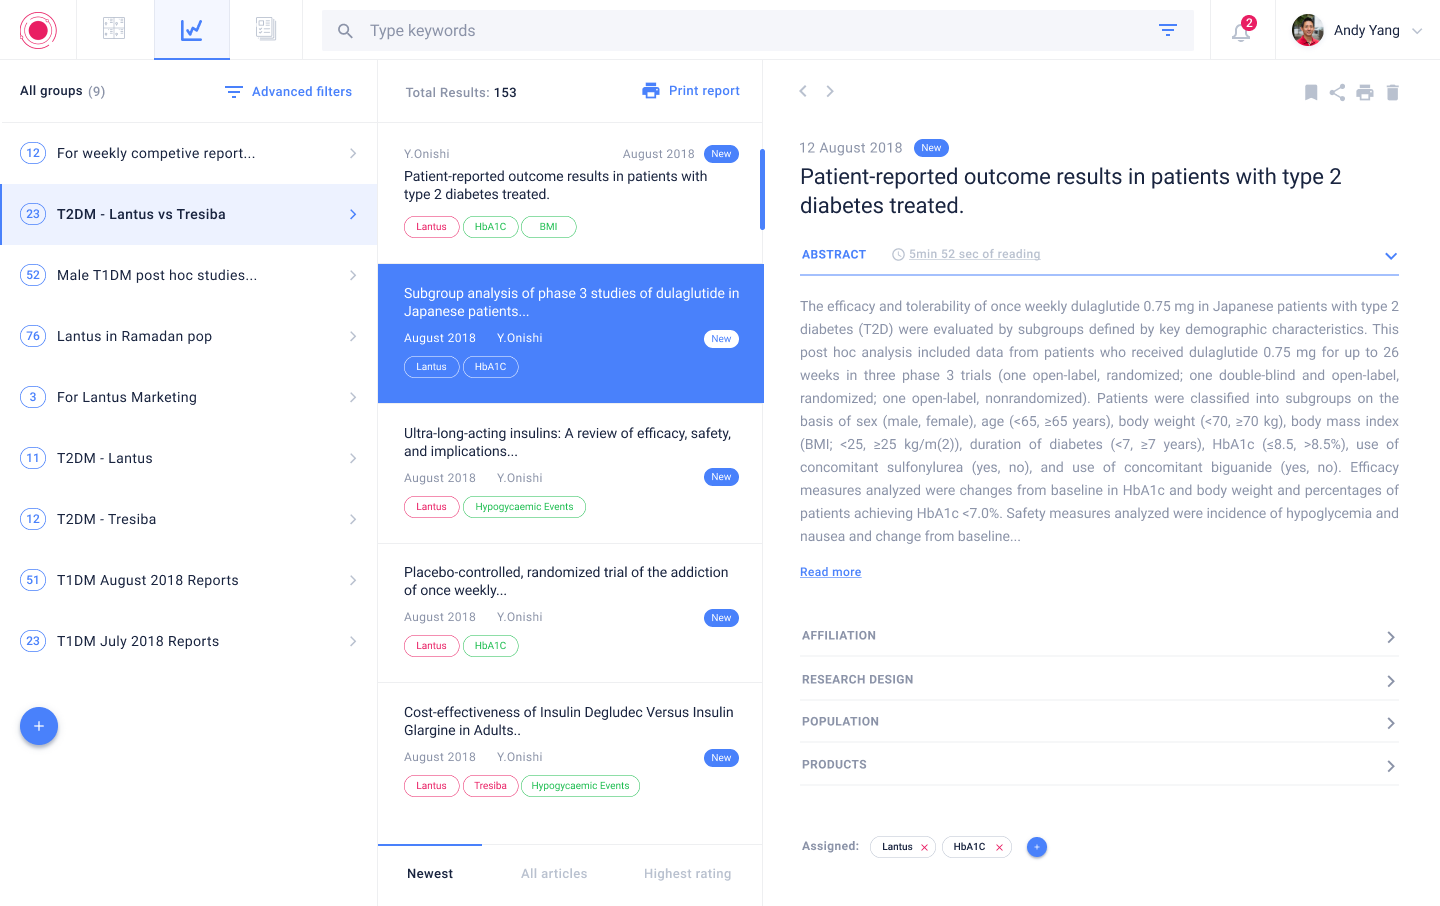 Type keywords
2
Andy Yang
All groups (9)
Advanced filters
12 For weekly competive report...
23 T2DM - Lantus vs Tresiba
52 Male T1DM post hoc studies...
76 Lantus in Ramadan pop
3 For Lantus Marketing
11 T2DM - Lantus
12 T2DM - Tresiba
51 T1DM August 2018 Reports
23 T1DM July 2018 Reports
+
Total Results: 153
Print report
Y.Onishi August 2018 New
Patient-reported outcome results in patients with
type 2 diabetes treated.
Lantus HbA1C BMI
Subgroup analysis of phase 3 studies of dulaglutide in
Japanese patients...
August 2018 Y.Onishi New
Lantus HbA1C
Ultra-long-acting insulins: A review of efficacy, safety,
and implications...
August 2018 Y.Onishi New
Lantus Hypogycaemic Events
Placebo-controlled, randomized trial of the addiction
of once weekly...
August 2018 Y.Onishi New
Lantus HbA1C
Cost-effectiveness of Insulin Degludec Versus Insulin
Glargine in Adults..
August 2018 Y.Onishi New
Lantus Tresiba Hypogycaemic Events
Newest All articles Highest rating
12 August 2018 New
Patient-reported outcome results in patients with type 2
diabetes treated.
ABSTRACT 5min 52 sec of reading
The efficacy and tolerability of once weekly dulaglutide 0.75 mg in Japanese patients with type 2
diabetes (T2D) were evaluated by subgroups defined by key demographic characteristics. This
post hoc analysis included data from patients who received dulaglutide 0.75 mg for up to 26
weeks in three phase 3 trials (one open-label, randomized; one double-blind and open-label,
randomized; one open-label, nonrandomized). Patients were classified into subgroups on the
basis of sex (male, female), age (<65, ≥65 years), body weight (<70, ≥70 kg), body mass index
(BMI; <25, ≥25 kg/m(2)), duration of diabetes (<7, ≥7 years), HbA1c (≤8.5, >8.5%), use of
concomitant sulfonylurea (yes, no), and use of concomitant biguanide (yes, no). Efficacy
measures analyzed were changes from baseline in HbA1c and body weight and percentages of
patients achieving HbA1c <7.0%. Safety measures analyzed were incidence of hypoglycemia and
nausea and change from baseline...
Read more
AFFILIATION
RESEARCH DESIGN
POPULATION
PRODUCTS
Assigned: Lantus × HbA1C × +